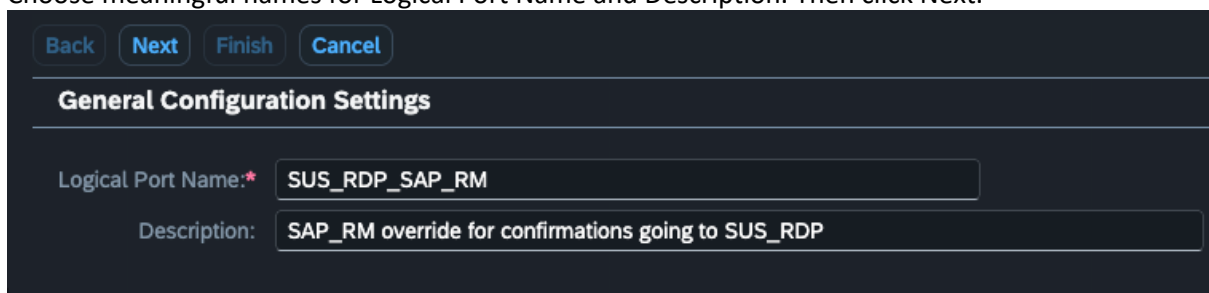 Choose meaningful names for Logical Port Name and Description. Then click Next.
Back Next Finish Cancel
General Configuration Settings
Logical Port Name:* SUS_RDP_SAP_RM
Description: SAP_RM override for confirmations going to SUS_RDP